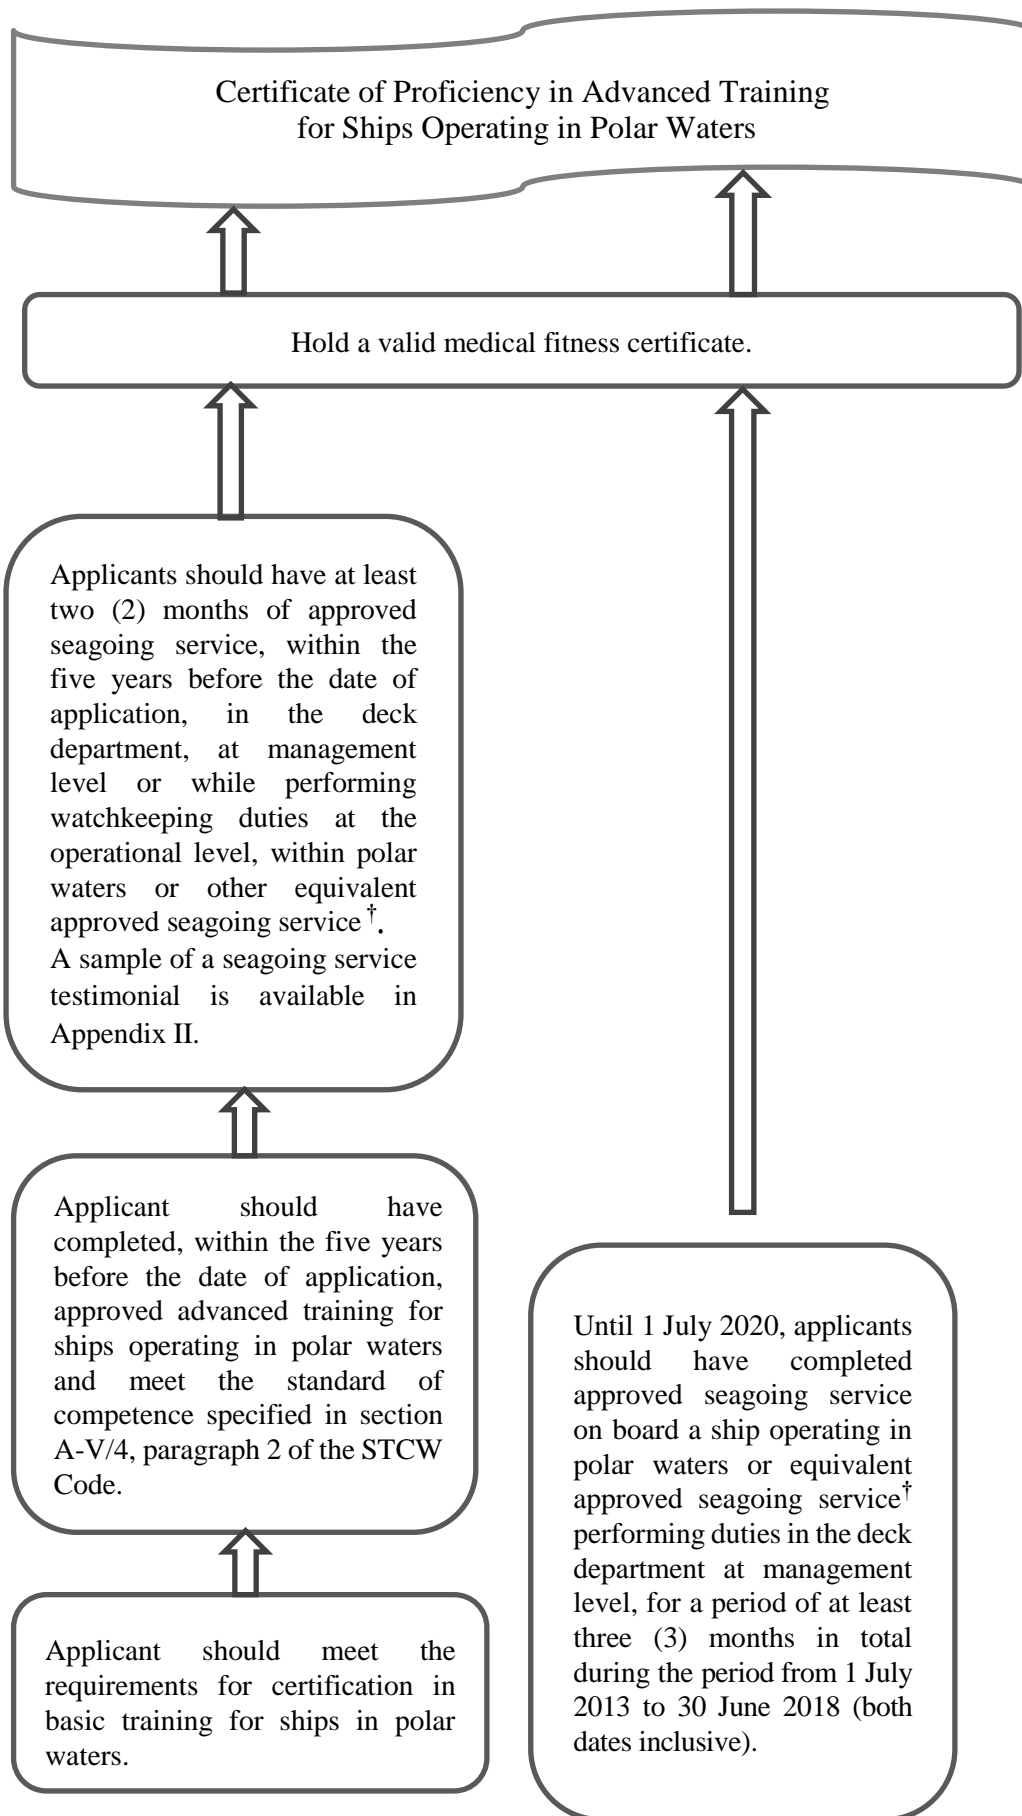 Certificate of Proficiency in Advanced Training
for Ships Operating in Polar Waters
Hold a valid medical fitness certificate.
Applicants should have at least
two (2) months of approved
seagoing service, within the
five years before the date of
application, in the deck
department, at management
level or while performing
watchkeeping duties at the
operational level, within polar
waters or other equivalent
approved seagoing service †.
A sample of a seagoing service
testimonial is available in
Appendix II.
Applicant should have
completed, within the five years
before the date of application,
approved advanced training for
ships operating in polar waters
and meet the standard of
competence specified in section
A-V/4, paragraph 2 of the STCW
Code.
Applicant should meet the
requirements for certification in
basic training for ships in polar
waters.
Until 1 July 2020, applicants
should have completed
approved seagoing service
on board a ship operating in
polar waters or equivalent
approved seagoing service†
performing duties in the deck
department at management
level, for a period of at least
three (3) months in total
during the period from 1 July
2013 to 30 June 2018 (both
dates inclusive).